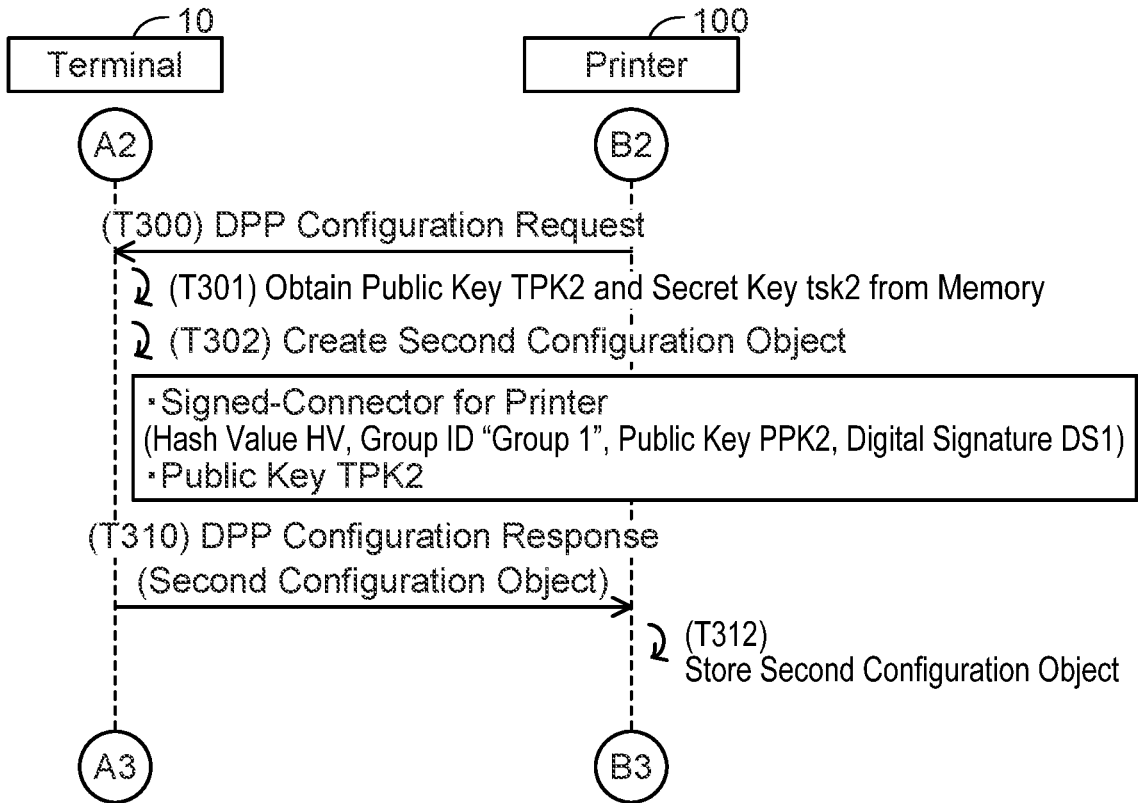 10
100
Terminal
Printer
A2
B2
(T300) DPP Configuration Request
(T301) Obtain Public Key TPK2 and Secret Key tsk2 from Memory
(T302) Create Second Configuration Object
・Signed-Connector for Printer
(Hash Value HV, Group ID “Group 1”, Public Key PPK2, Digital Signature DS1)
・Public Key TPK2
(T310) DPP Configuration Response
(Second Configuration Object)
(T312)
Store Second Configuration Object
A3
B3